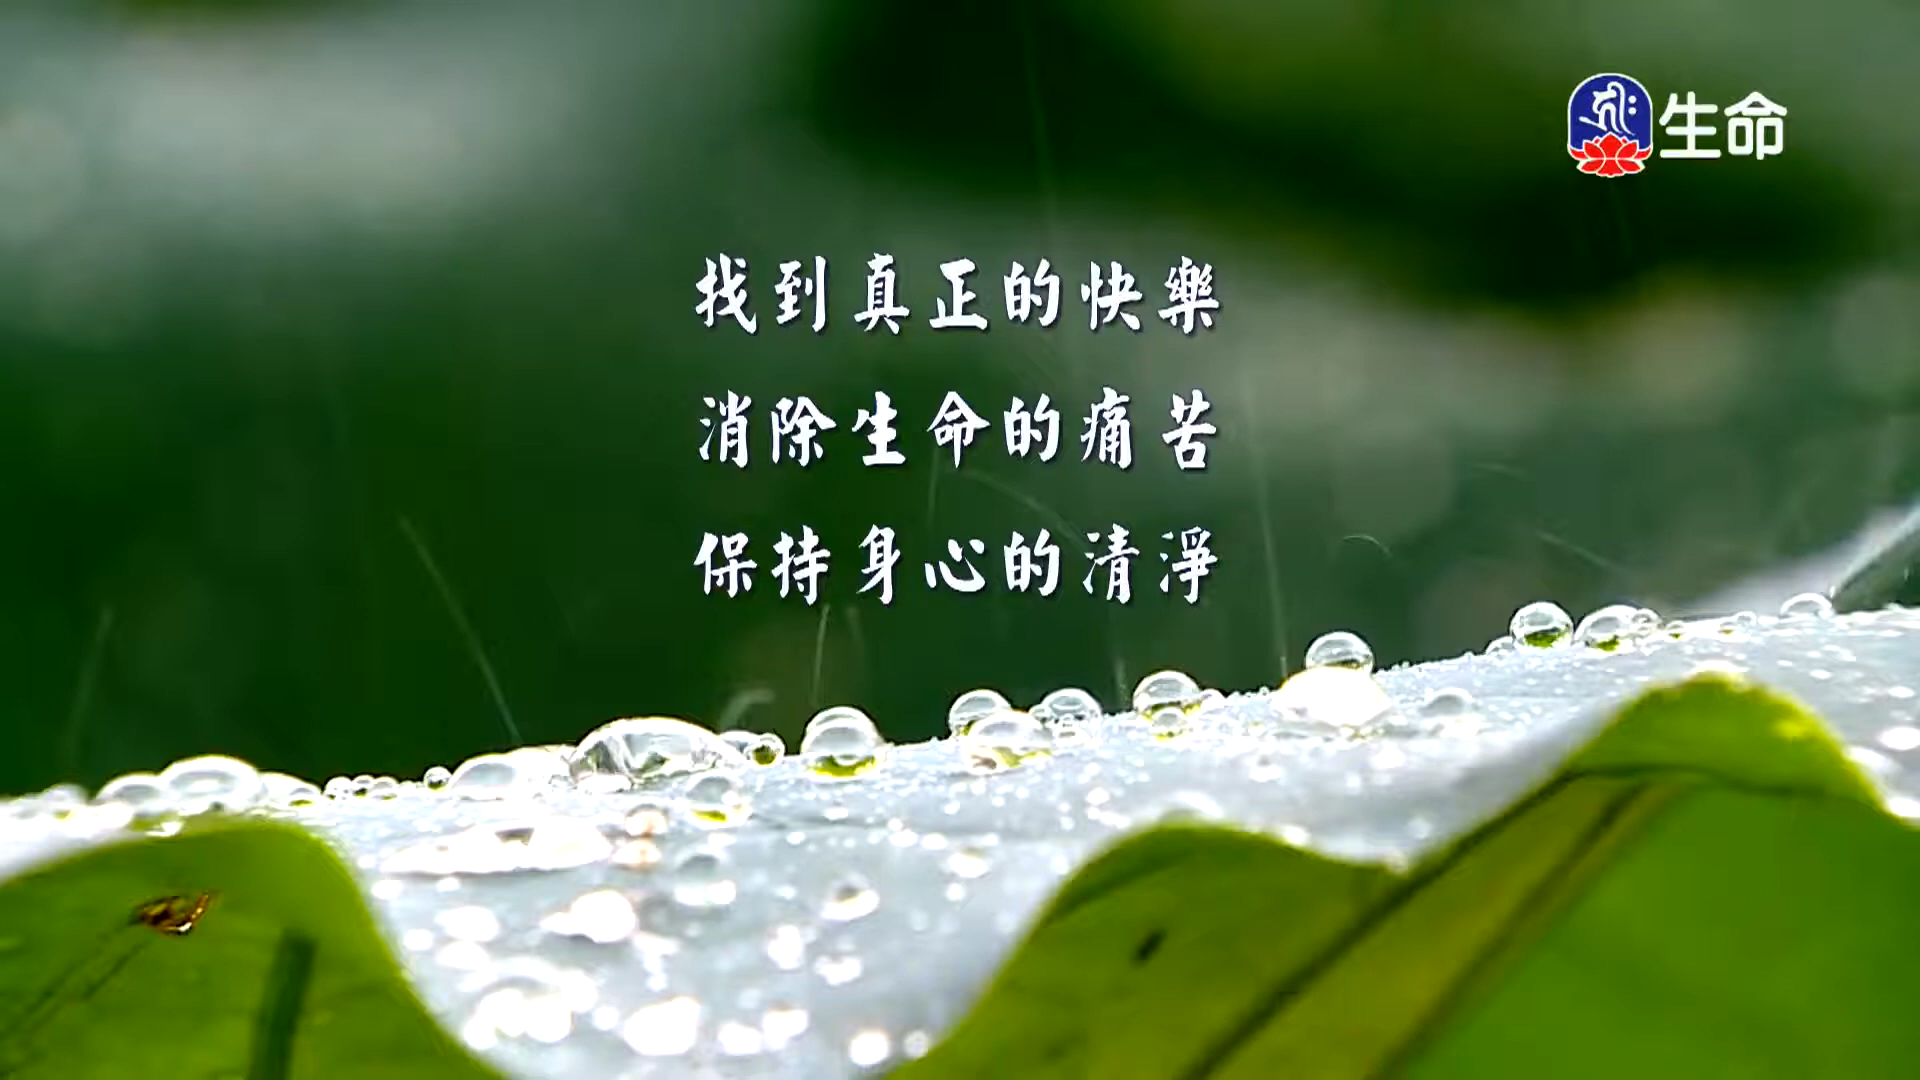 生命
找到真正的快樂
消除生命的痛苦
保持身心的清淨